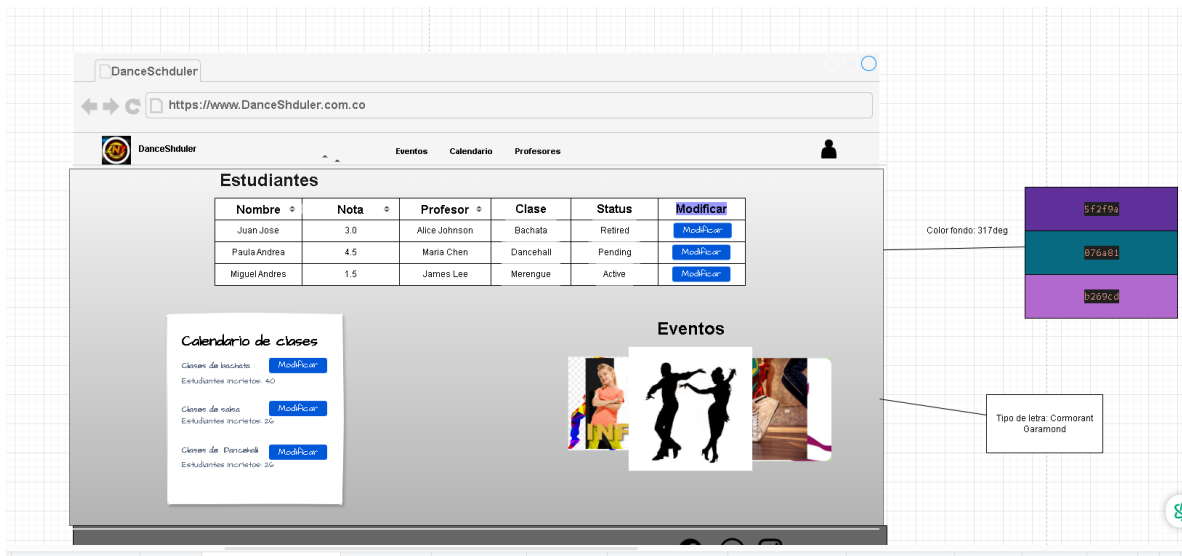 DanceSchduler
https://www.DanceShduler.com.co
DanceShduler
Eventos Calendario Profesores
Estudiantes
Nombre Nota Profesor Clase Status Modificar
Juan Jose 3.0 Alice Johnson Bachata Retired Modificar
Paula Andrea 4.5 Maria Chen Dancehall Pending Modificar
Miguel Andres 1.5 James Lee Merengue Active Modificar
Calendario de clases
Clases de bachata Modificar
Estudiantes incristos: 40
Clases de salsa Modificar
Estudiantes incristos: 26
Clases de Dancehall Modificar
Estudiantes incristos: 26
Eventos
INF
Color fondo: 317deg
5f2f9a
076a81
b269cd
Tipo de letra: Cormorant
Garamond